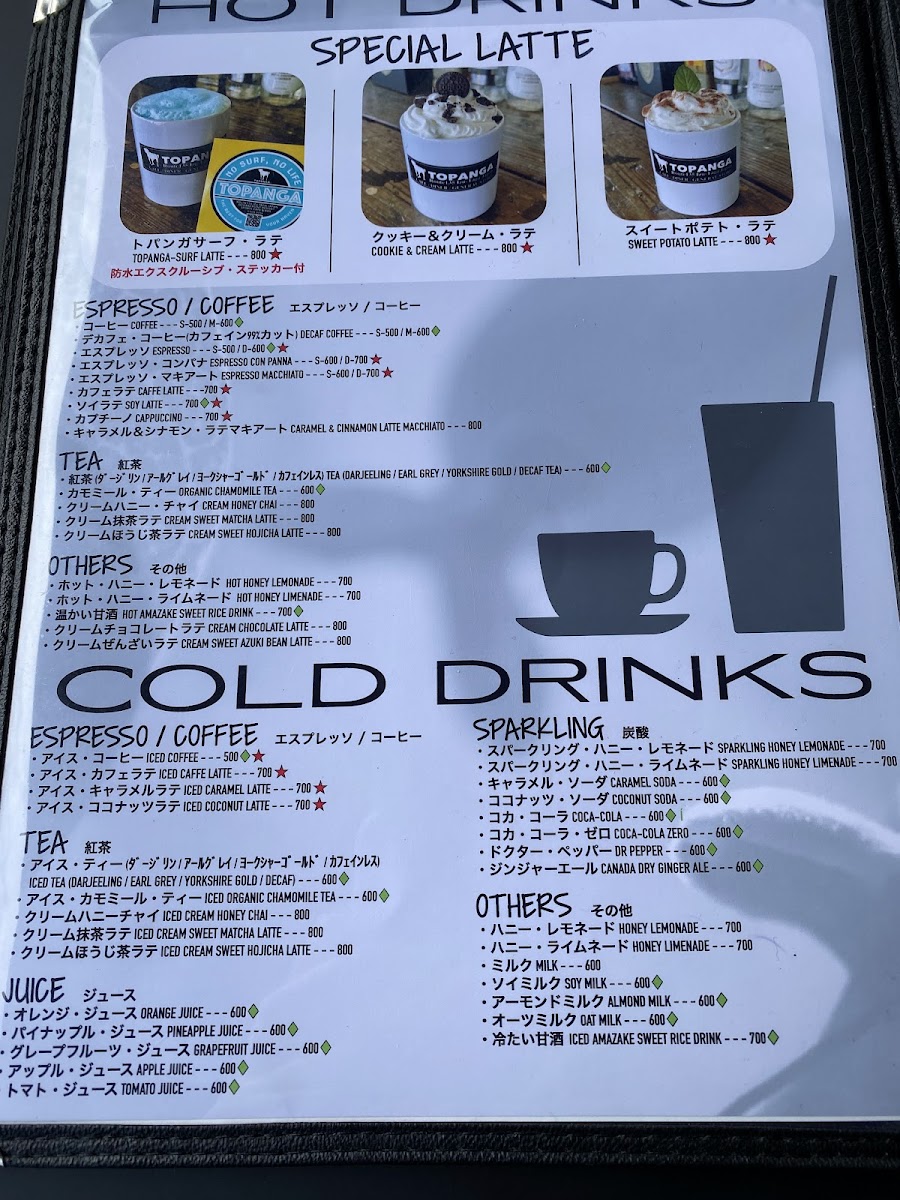 HOT DRINKS
SPECIAL LATTE
TOPANGA
NO SURF, NO LIFE
TOPANGA
TOPANGA
TOPANGA
トパンガサーフ・ラテ
TOPANGA-SURF LATTE --- 800 ★
防水エクスクルーシブ・ステッカー付
クッキー＆クリーム・ラテ
COOKIE & CREAM LATTE --- 800 ★
スイートポテト・ラテ
SWEET POTATO LATTE --- 800 ★
ESPRESSO / COFFEE エスプレッソ / コーヒー
・コーヒー COFFEE --- S-500 / M-600 ◆
・デカフェ・コーヒー(カフェイン99%カット) DECAF COFFEE --- S-500 / M-600 ◆
・エスプレッソ ESPRESSO --- S-500 / D-600 ◆ ★
・エスプレッソ・コンパナ ESPRESSO CON PANNA --- S-600 / D-700 ★
・エスプレッソ・マキアート ESPRESSO MACCHIATO --- S-600 / D-700 ★
・カフェラテ CAFFE LATTE --- 700 ★
・ソイラテ SOY LATTE --- 700 ◆ ★
・カプチーノ CAPPUCCINO --- 700 ★
・キャラメル＆シナモン・ラテマキアート CARAMEL & CINNAMON LATTE MACCHIATO --- 800
TEA 紅茶
・紅茶 (ﾀﾞｰｼﾞﾘﾝ / ｱｰﾙｸﾞﾚｲ / ﾖｰｸｼｬｰｺﾞｰﾙﾄﾞ / ｶﾌｪｲﾝﾚｽ) TEA (DARJEELING / EARL GREY / YORKSHIRE GOLD / DECAF TEA) --- 600 ◆
・カモミール・ティー ORGANIC CHAMOMILE TEA --- 600 ◆
・クリームハニー・チャイ CREAM HONEY CHAI --- 800
・クリーム抹茶ラテ CREAM SWEET MATCHA LATTE --- 800
・クリームほうじ茶ラテ CREAM SWEET HOJICHA LATTE --- 800
OTHERS その他
・ホット・ハニー・レモネード HOT HONEY LEMONADE --- 700
・ホット・ハニー・ライムネード HOT HONEY LIMENADE --- 700
・温かい甘酒 HOT AMAZAKE SWEET RICE DRINK --- 700 ◆
・クリームチョコレートラテ CREAM CHOCOLATE LATTE --- 800
・クリームぜんざいラテ CREAM SWEET AZUKI BEAN LATTE --- 800
COLD DRINKS
ESPRESSO / COFFEE エスプレッソ / コーヒー
・アイス・コーヒー ICED COFFEE --- 500 ◆ ★
・アイス・カフェラテ ICED CAFFE LATTE --- 700 ★
・アイス・キャラメルラテ ICED CARAMEL LATTE --- 700 ★
・アイス・ココナッツラテ ICED COCONUT LATTE --- 700 ★
TEA 紅茶
・アイス・ティー (ﾀﾞｰｼﾞﾘﾝ / ｱｰﾙｸﾞﾚｲ / ﾖｰｸｼｬｰｺﾞｰﾙﾄﾞ / ｶﾌｪｲﾝﾚｽ)
ICED TEA (DARJEELING / EARL GREY / YORKSHIRE GOLD / DECAF) --- 600 ◆
・アイス・カモミール・ティー ICED ORGANIC CHAMOMILE TEA --- 600 ◆
・クリームハニーチャイ ICED CREAM HONEY CHAI --- 800
・クリーム抹茶ラテ ICED CREAM SWEET MATCHA LATTE --- 800
・クリームほうじ茶ラテ ICED CREAM SWEET HOJICHA LATTE --- 800
JUICE ジュース
・オレンジ・ジュース ORANGE JUICE --- 600 ◆
・パイナップル・ジュース PINEAPPLE JUICE --- 600 ◆
・グレープフルーツ・ジュース GRAPEFRUIT JUICE --- 600 ◆
・アップル・ジュース APPLE JUICE --- 600 ◆
トマト・ジュース TOMATO JUICE --- 600 ◆
SPARKLING 炭酸
・スパークリング・ハニー・レモネード SPARKLING HONEY LEMONADE --- 700
・スパークリング・ハニー・ライムネード SPARKLING HONEY LIMENADE --- 700
・キャラメル・ソーダ CARAMEL SODA --- 600 ◆
・ココナッツ・ソーダ COCONUT SODA --- 600 ◆
・コカ・コーラ COCA-COLA --- 600 ◆
・コカ・コーラ・ゼロ COCA-COLA ZERO --- 600 ◆
・ドクター・ペッパー DR PEPPER --- 600 ◆
・ジンジャーエール CANADA DRY GINGER ALE --- 600 ◆
OTHERS その他
・ハニー・レモネード HONEY LEMONADE --- 700
・ハニー・ライムネード HONEY LIMENADE --- 700
・ミルク MILK --- 600
・ソイミルク SOY MILK --- 600 ◆
・アーモンドミルク ALMOND MILK --- 600 ◆
・オーツミルク OAT MILK --- 600 ◆
・冷たい甘酒 ICED AMAZAKE SWEET RICE DRINK --- 700 ◆